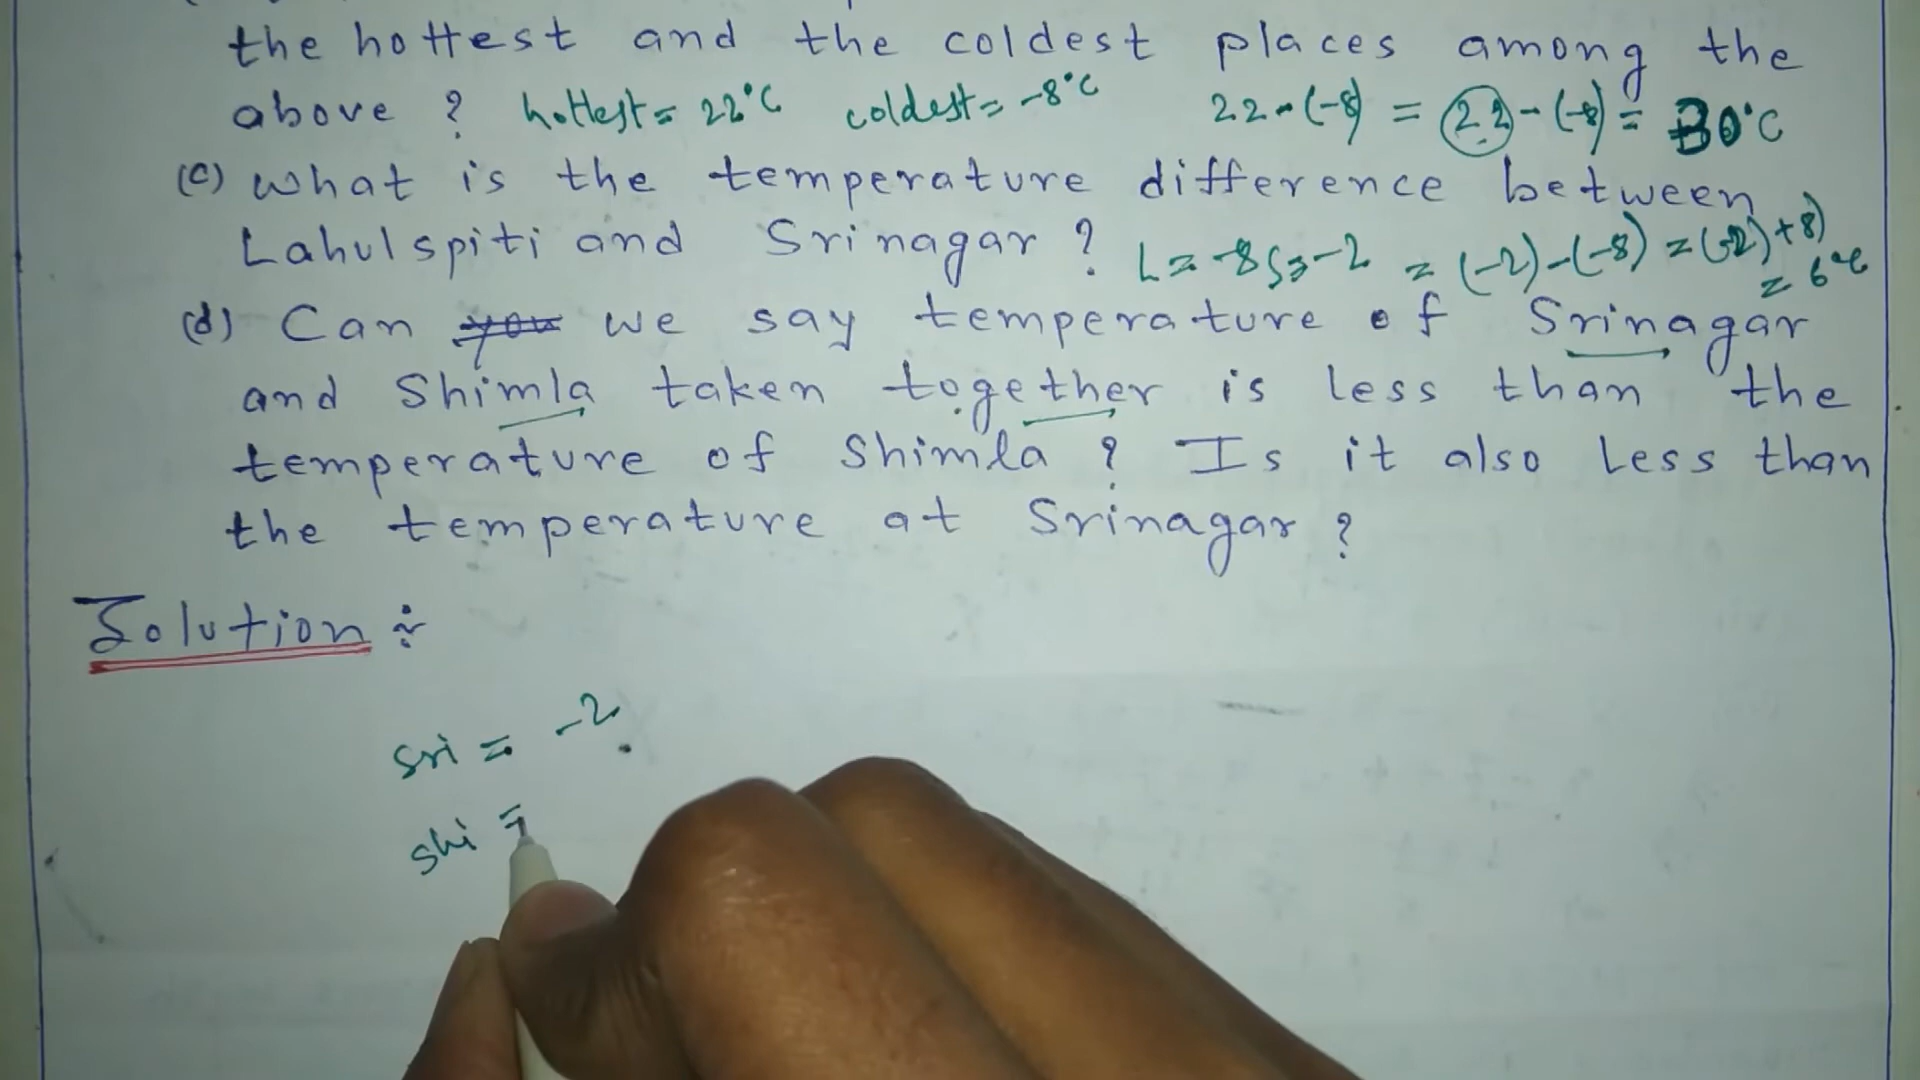 the hottest and the coldest places among the
above ? hottest = 22°C coldest = -8°C 22 - (-8) = 22 - (-8) = 30°C
(c) What is the temperature difference between
Lahulspiti and Srinagar ? L = -8 S = -2 = (-2) - (-8) = (-2) + 8)
= 6°C
(d) Can you we say temperature of Srinagar
and Shimla taken together is less than the
temperature of Shimla ? Is it also less than
the temperature at Srinagar ?
Solution :
Sri = -2
Shi =